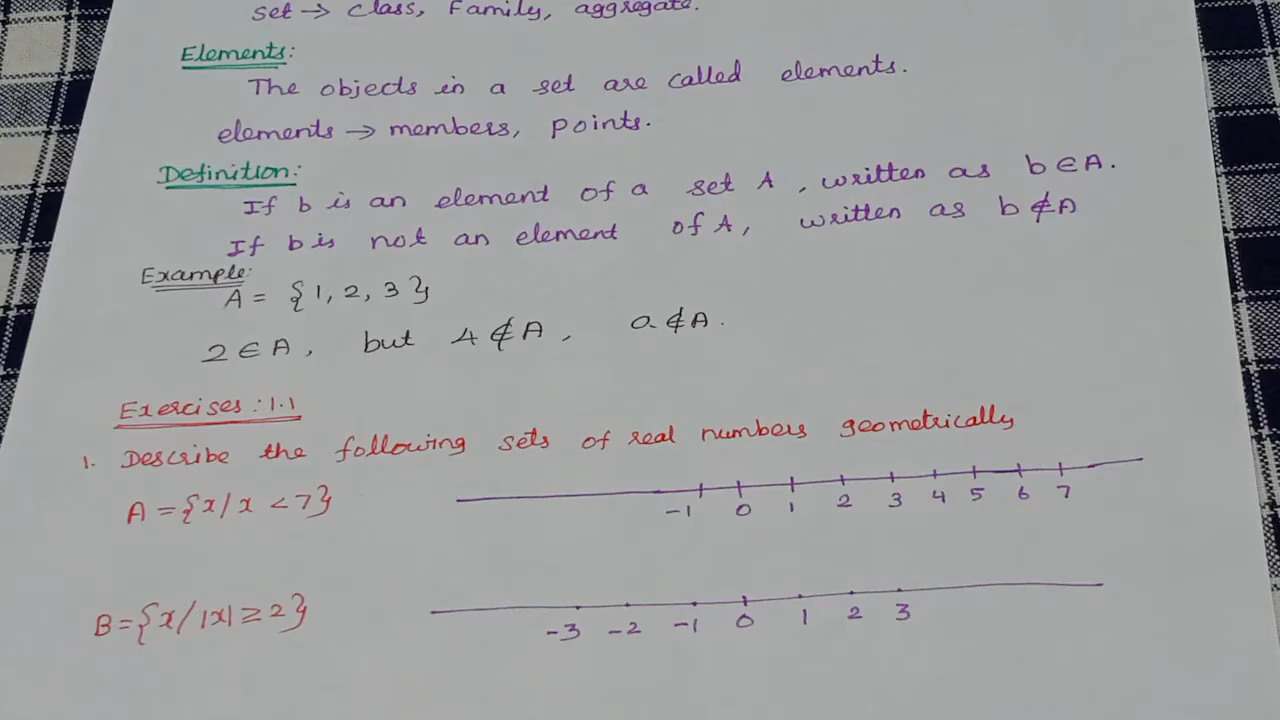 set → class, Family, aggregate.
Elements:
The objects in a set are called elements.
elements → members, points.
Definition:
If b is an element of a set A, written as b ∈ A.
If b is not an element of A, written as b ∉ A
Example:
A = {1, 2, 3}
2 ∈ A, but 4 ∉ A, a ∉ A.
Exercises: 1.1
1. Describe the following sets of real numbers geometrically
A = {x/x < 7}
-1 0 1 2 3 4 5 6 7
B = {x/|x| ≥ 2}
-3 -2 -1 0 1 2 3